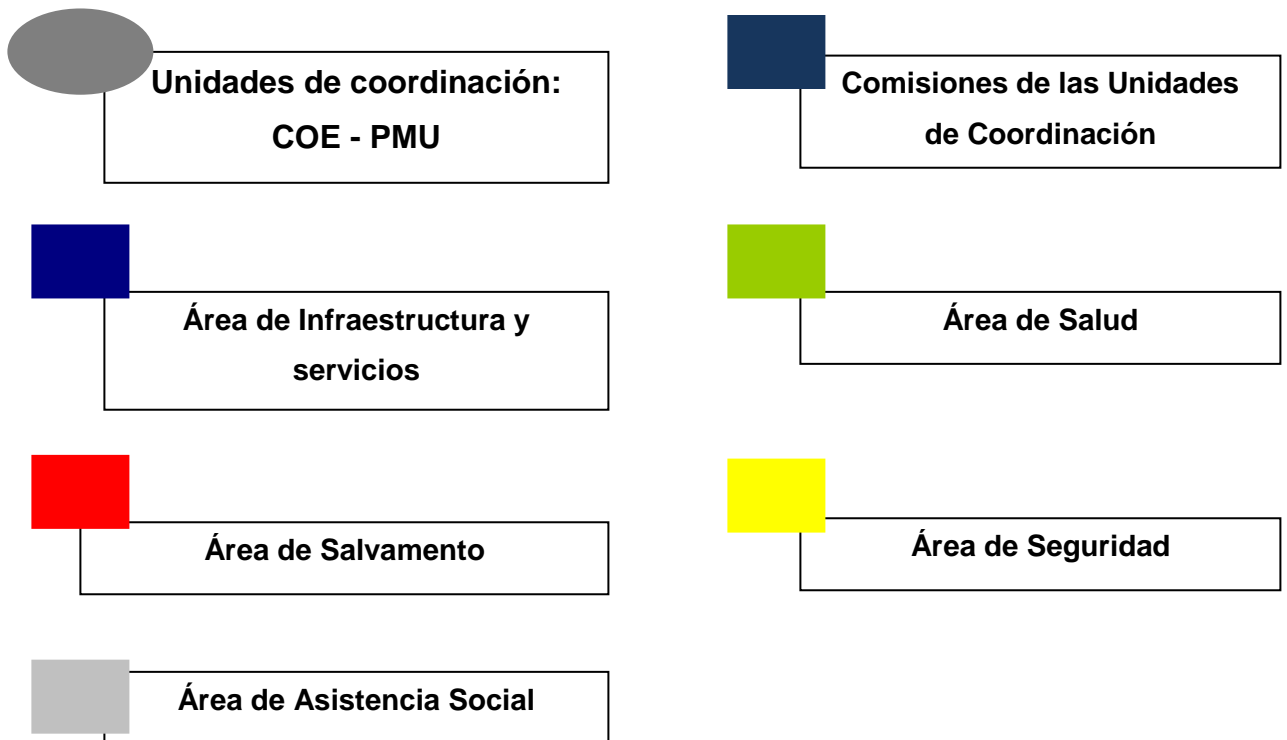 Unidades de coordinación:
COE - PMU
Comisiones de las Unidades
de Coordinación
Área de Infraestructura y
servicios
Área de Salud
Área de Salvamento
Área de Seguridad
Área de Asistencia Social